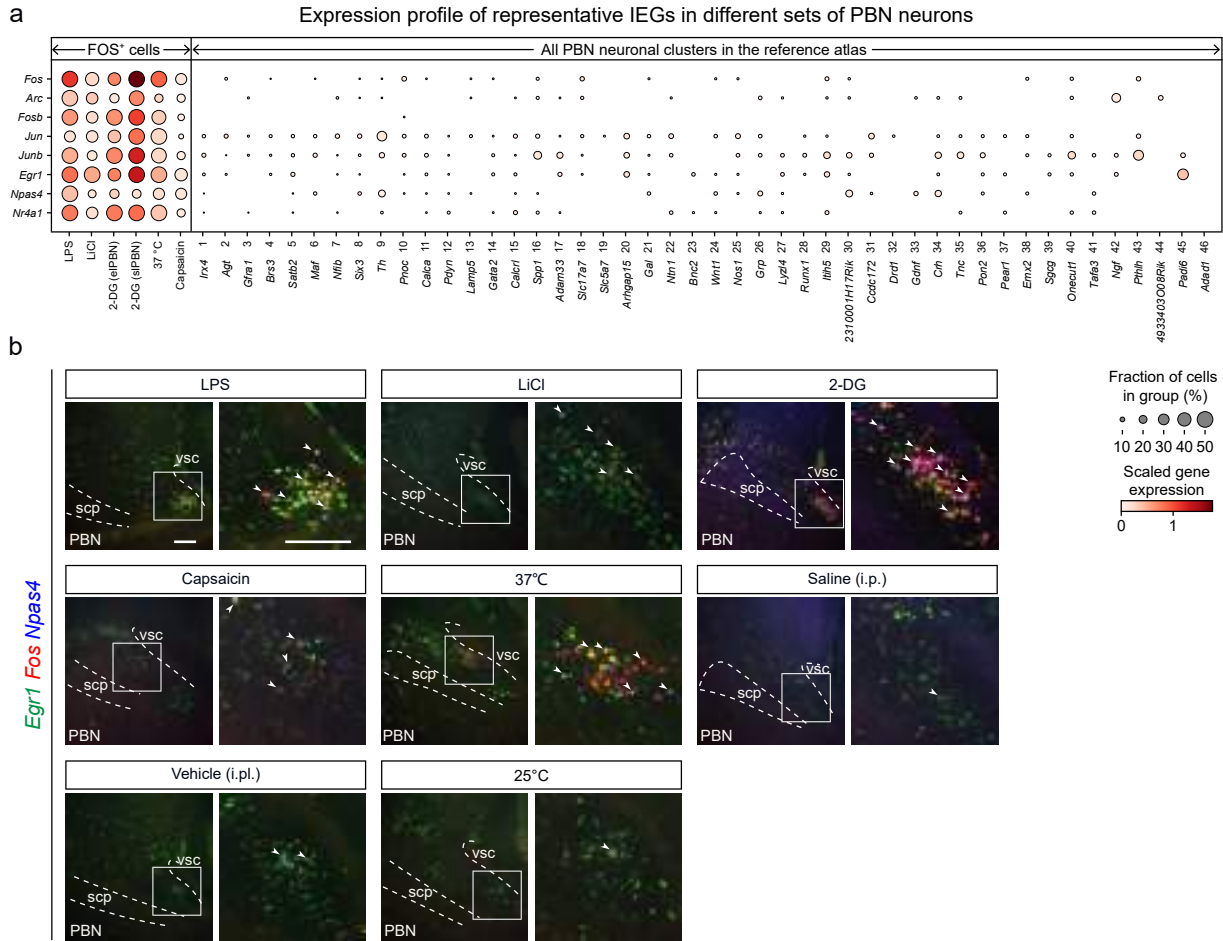 a
Expression profile of representative IEGs in different sets of PBN neurons
FOS⁺ cells
All PBN neuronal clusters in the reference atlas
Fos
Arc
Fosb
Jun
Junb
Egr1
Npas4
Nr4a1
LPS
LiCl
2-DG (elPBN)
2-DG (slPBN)
37 °C
Capsaicin
1 2 3 4 5 6 7 8 9 10 11 12 13 14 15 16 17 18 19 20 21 22 23 24 25 26 27 28 29 30 31 32 33 34 35 36 37 38 39 40 41 42 43 44 45 46
Irx4
Agt
Gfra1
Brs3
Satb2
Maf
Nfib
Six3
Th
Pnoc
Calca
Pdyn
Lamp5
Gata2
Calcrl
Spp1
Adam33
Slc17a7
Slc5a7
Arhgap15
Gal
Ntn1
Bnc2
Wnt1
Nos1
Grp
Lyzl4
Runx1
Itih5
2310001H17Rik
Ccdc172
Drd1
Gdnf
Crh
Tnc
Pon2
Pear1
Emx2
Sgcg
Onecut1
Tafa3
Ngf
Pthlh
4933403O08Rik
Padi6
Adad1
b
Fraction of cells
in group (%)
10 20 30 40 50
Scaled gene
expression
0 1
Egr1 Fos Npas4
LPS
vsc
scp
PBN
LiCl
vsc
scp
PBN
2-DG
vsc
scp
PBN
Capsaicin
vsc
scp
PBN
37℃
vsc
scp
PBN
Saline (i.p.)
vsc
scp
PBN
Vehicle (i.pl.)
vsc
scp
PBN
25°C
vsc
scp
PBN